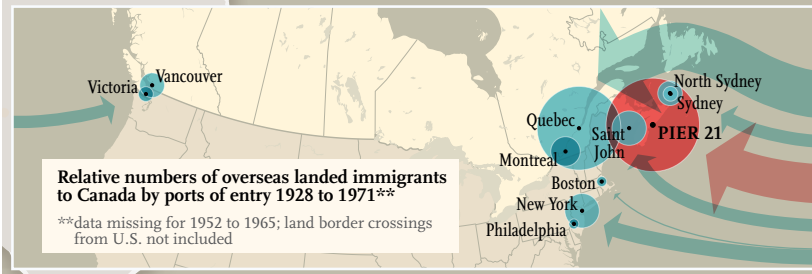 Victoria
Vancouver
North Sydney
Sydney
Quebec
Saint
John
PIER 21
Montreal
Boston
New York
Philadelphia
Relative numbers of overseas landed immigrants
to Canada by ports of entry 1928 to 1971**
**data missing for 1952 to 1965; land border crossings
from U.S. not included